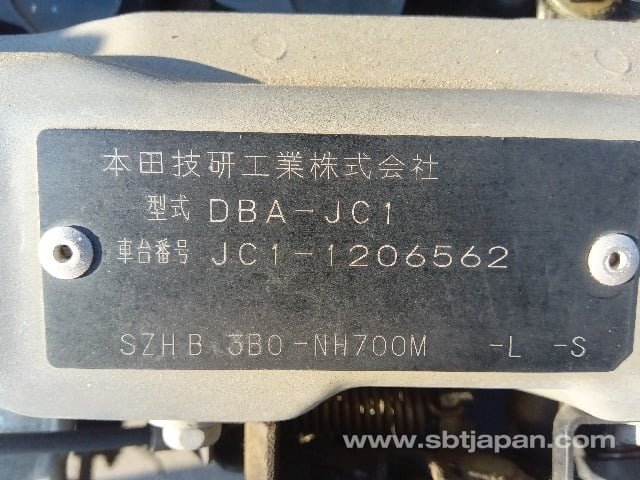 本田技研工業株式会社
型式 DBA-JC1
車台番号 JC1-1206562
SZHB 3B0-NH700M -L -S
www.sbtjapan.com